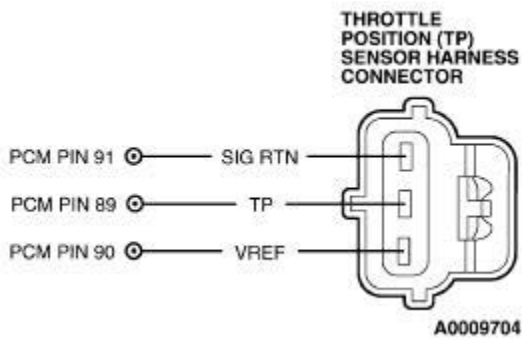 THROTTLE
POSITION (TP)
SENSOR HARNESS
CONNECTOR
PCM PIN 91 SIG RTN
PCM PIN 89 TP
PCM PIN 90 VREF
A0009704